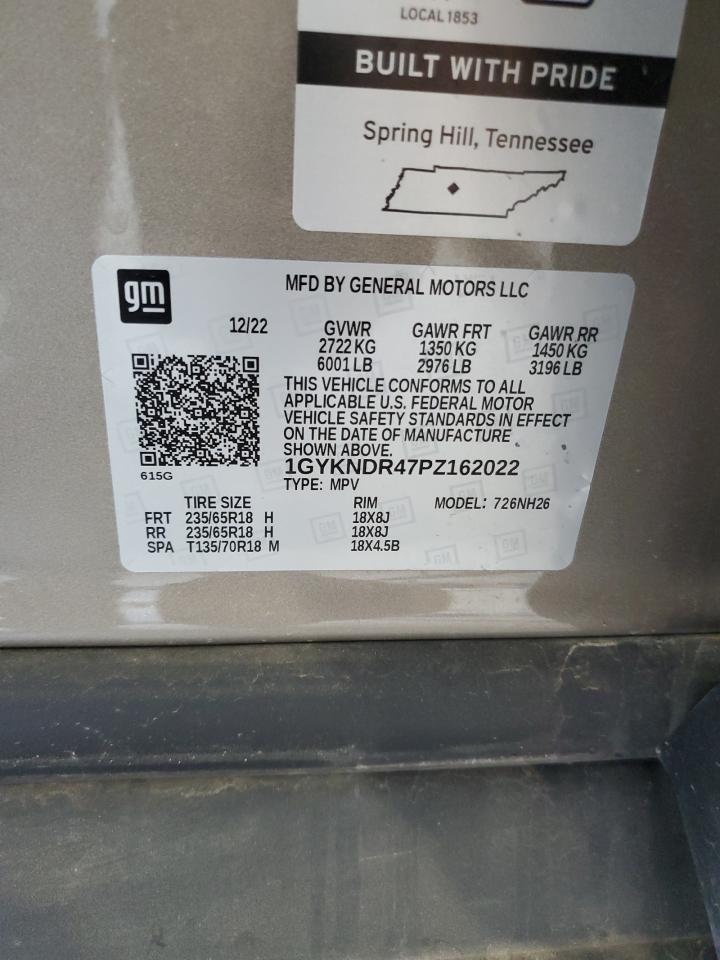 LOCAL 1853
BUILT WITH PRIDE
Spring Hill, Tennessee
gm
MFD BY GENERAL MOTORS LLC
12/22 GVWR GAWR FRT GAWR RR
2722 KG 1350 KG 1450 KG
6001 LB 2976 LB 3196 LB
THIS VEHICLE CONFORMS TO ALL
APPLICABLE U.S. FEDERAL MOTOR
VEHICLE SAFETY STANDARDS IN EFFECT
ON THE DATE OF MANUFACTURE
SHOWN ABOVE.
1GYKNDR47PZ162022
615G
TYPE: MPV
TIRE SIZE RIM MODEL: 726NH26
FRT 235/65R18 H 18X8J
RR 235/65R18 H 18X8J
SPA T135/70R18 M 18X4.5B